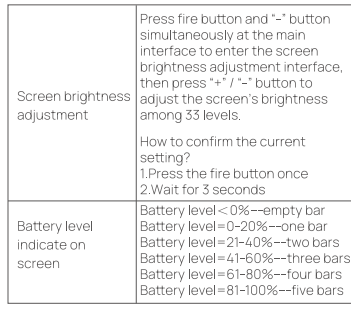 Screen brightness
adjustment
Press fire button and “–” button
simultaneously at the main
interface to enter the screen
brightness adjustment interface,
then press “+” / “–” button to
adjust the screen’s brightness
among 33 levels.
How to confirm the current
setting?
1.Press the fire button once
2.Wait for 3 seconds
Battery level
indicate on
screen
Battery level<0%––empty bar
Battery level=0–20%––one bar
Battery level=21–40%––two bars
Battery level=41–60%––three bars
Battery level=61–80%––four bars
Battery level=81–100%––five bars